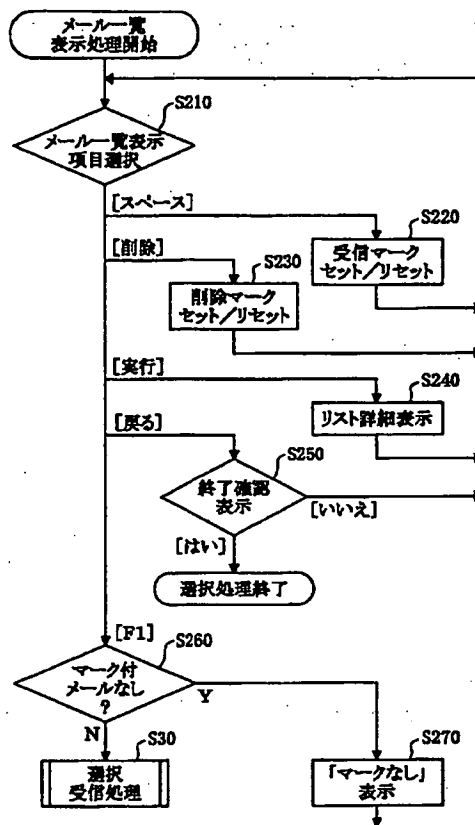 メール一覧
表示処理開始
S210
メール一覧表示
項目選択
[スペース]
S220
受信マーク
セット/リセット
[削除]
S230
削除マーク
セット/リセット
[実行]
S240
リスト詳細表示
[戻る]
S250
終了確認
表示
[いいえ]
[はい]
選択処理終了
[F1]
S260
マーク付
メールなし
?
Y
N
S30
選択
受信処理
S270
「マークなし」
表示